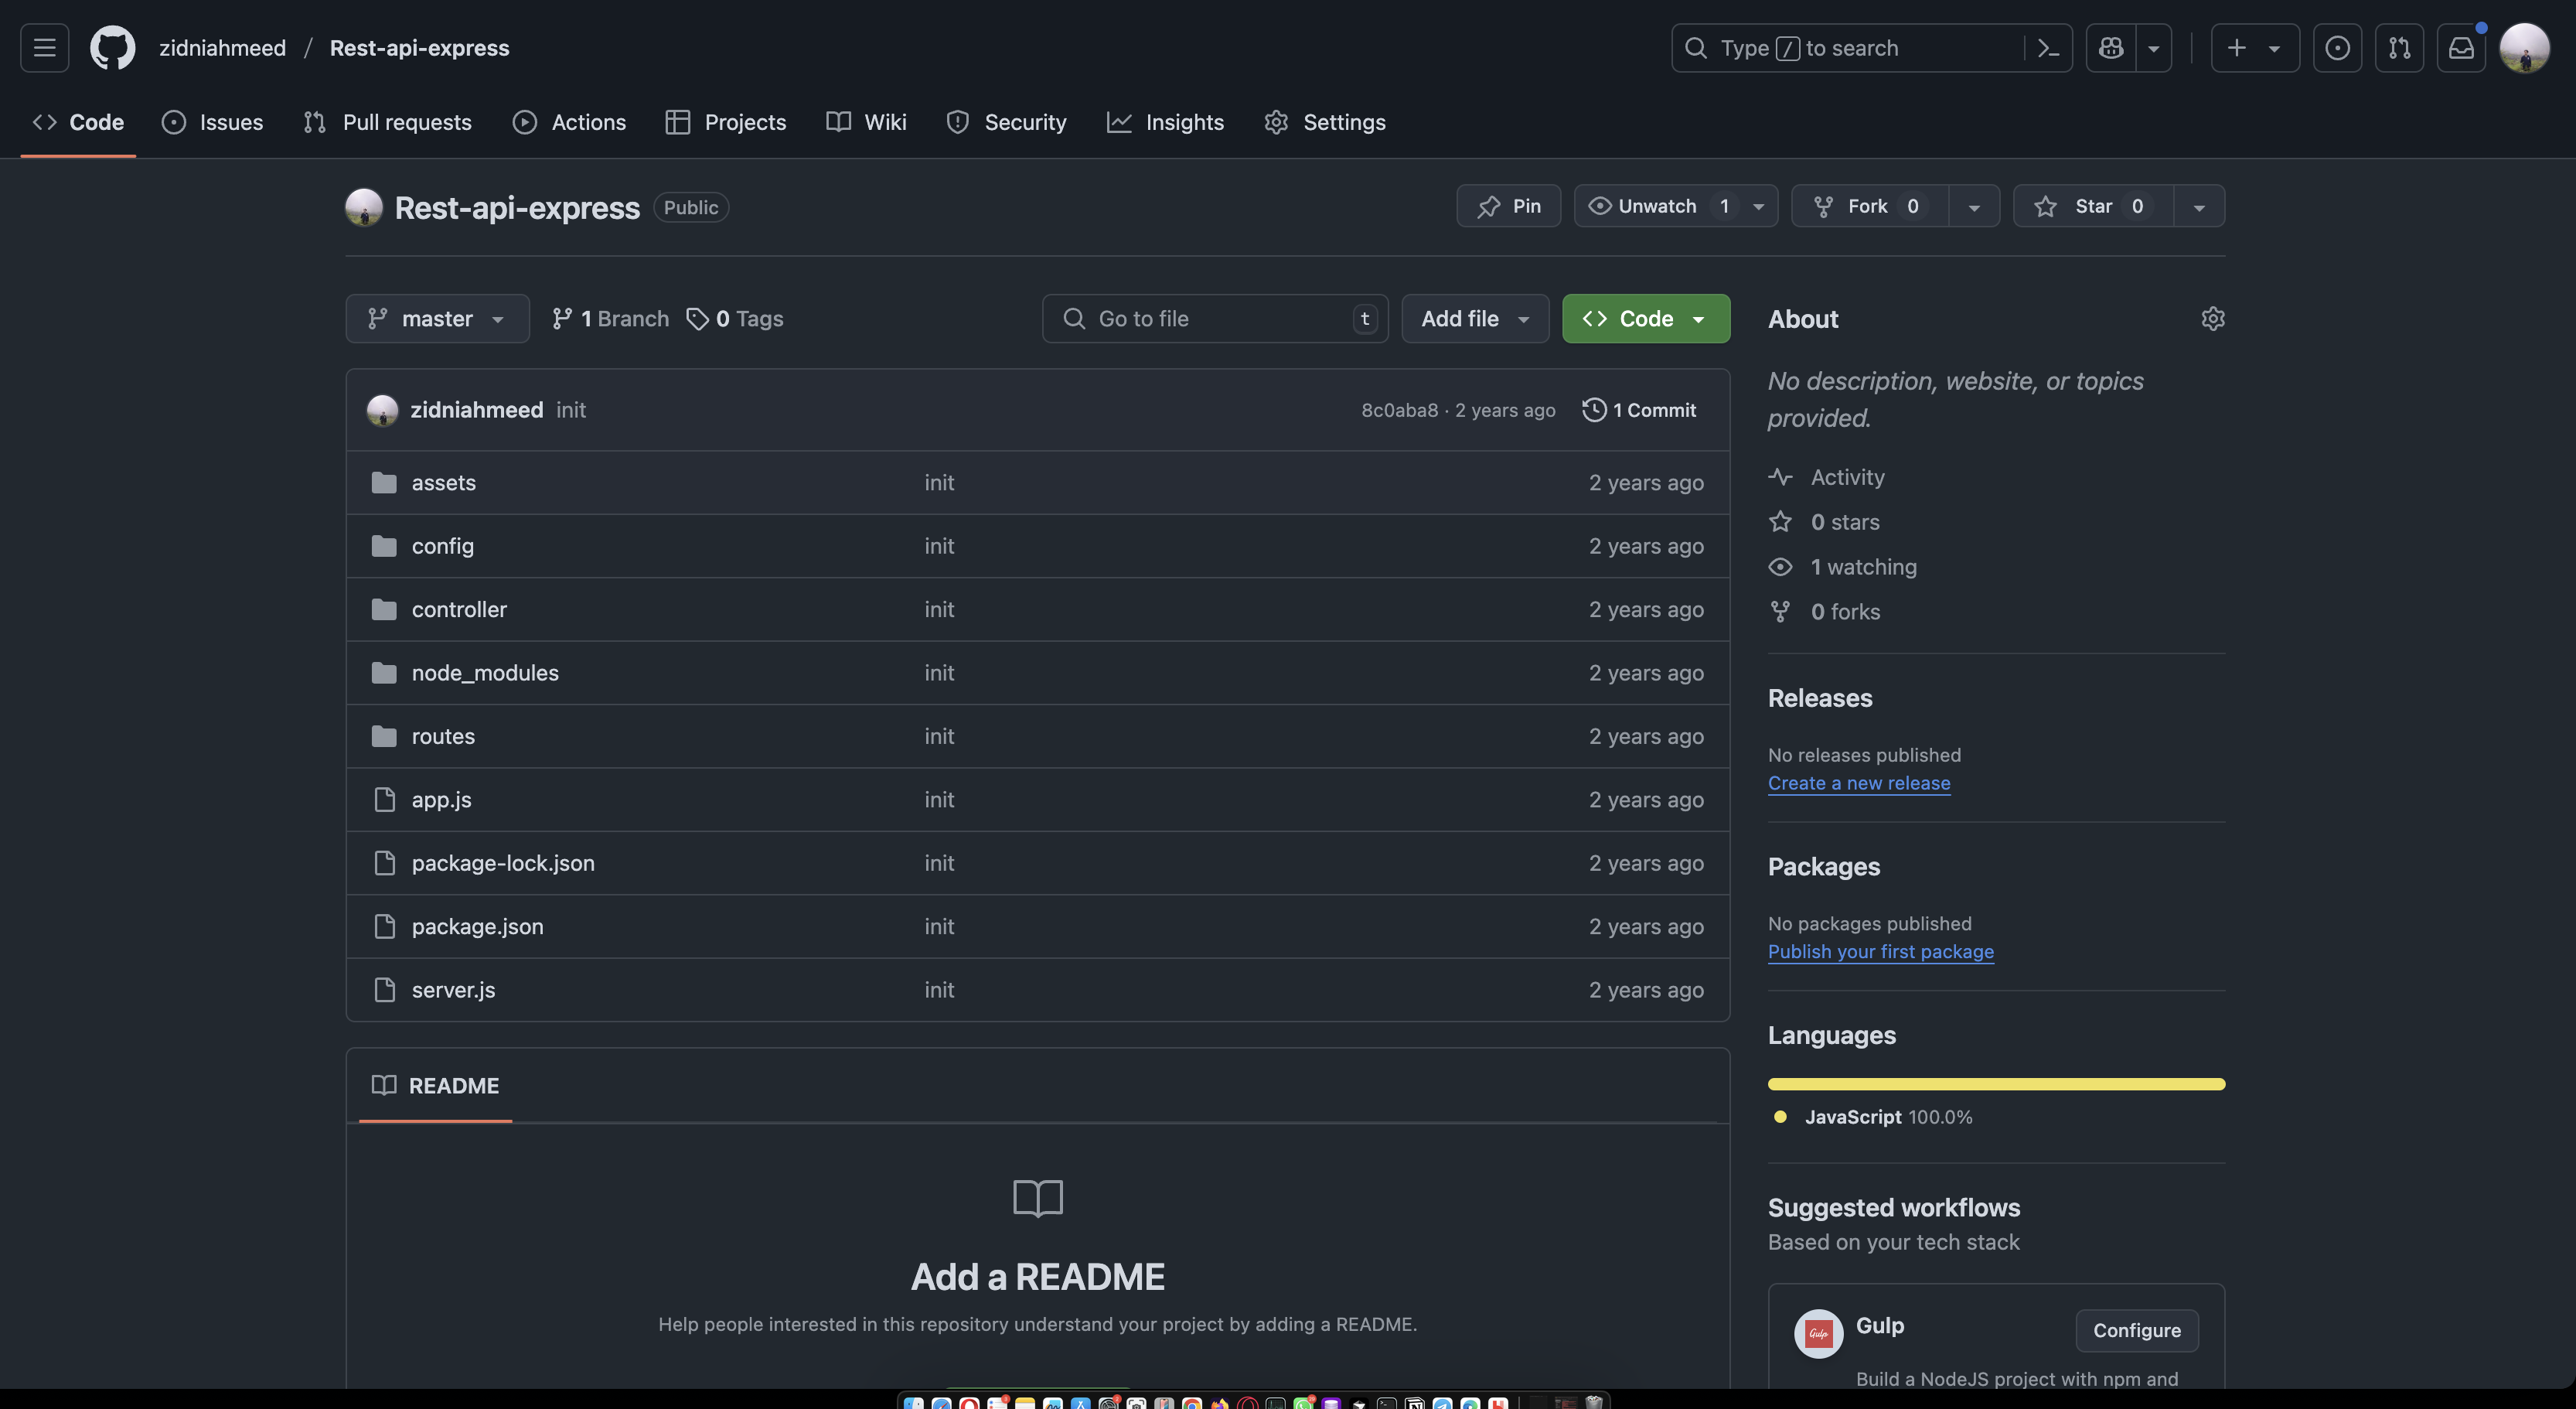 zidniahmeed / Rest-api-express
Type / to search
Code Issues Pull requests Actions Projects Wiki Security Insights Settings
Rest-api-express Public
Pin Unwatch 1 Fork 0 Star 0
master 1 Branch 0 Tags Go to file t Add file Code
zidniahmeed init 8c0aba8 · 2 years ago 1 Commit
assets init 2 years ago
config init 2 years ago
controller init 2 years ago
node_modules init 2 years ago
routes init 2 years ago
app.js init 2 years ago
package-lock.json init 2 years ago
package.json init 2 years ago
server.js init 2 years ago
README
Add a README
Help people interested in this repository understand your project by adding a README.
About
No description, website, or topics
provided.
Activity
0 stars
1 watching
0 forks
Releases
No releases published
Create a new release
Packages
No packages published
Publish your first package
Languages
JavaScript 100.0%
Suggested workflows
Based on your tech stack
Gulp
Gulp Configure
Build a NodeJS project with npm and